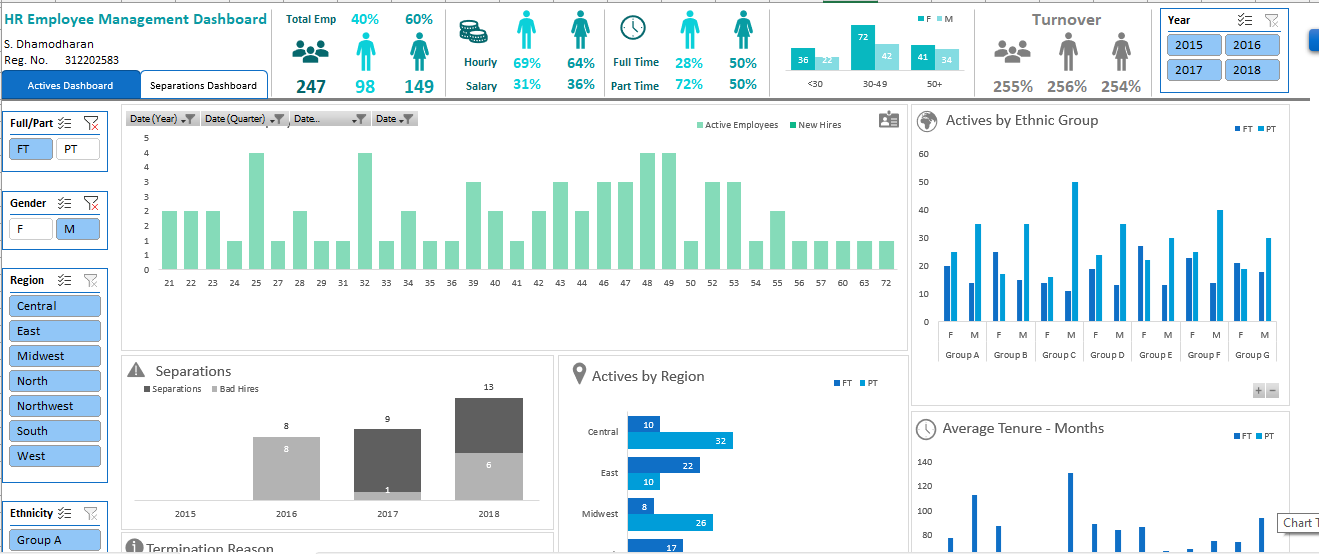 HR Employee Management Dashboard
S. Dhamodharan
Reg. No. 312202583
Actives Dashboard
Separations Dashboard
Total Emp 40% 60%
247 98 149
Hourly 69% 64%
Salary 31% 36%
Full Time 28% 50%
Part Time 72% 50%
F M
36 22 72 42 41 34
<30 30-49 50+
Turnover
255% 256% 254%
Year
2015 2016
2017 2018
Full/Part
FT PT
Gender
F M
Region
Central
East
Midwest
North
Northwest
South
West
Ethnicity
Group A
Date (Year) Date (Quarter) Date... Date
Active Employees New Hires
5
4
4
3
3
2
2
1
1
0
21 22 23 24 25 27 28 29 31 32 33 34 35 36 39 40 41 42 43 44 46 47 48 49 50 52 53 54 55 56 57 60 63 72
Separations
Separations Bad Hires
8 9 13
8 1 6
2015 2016 2017 2018
Termination Reason
Actives by Region
FT PT
Central 10 32
East 22 10
Midwest 8 26
17
Actives by Ethnic Group
FT PT
60
50
40
30
20
10
0
F M F M F M F M F M F M F M
Group A Group B Group C Group D Group E Group F Group G
+ −
Average Tenure - Months
FT PT
140
120
100
80
Chart T